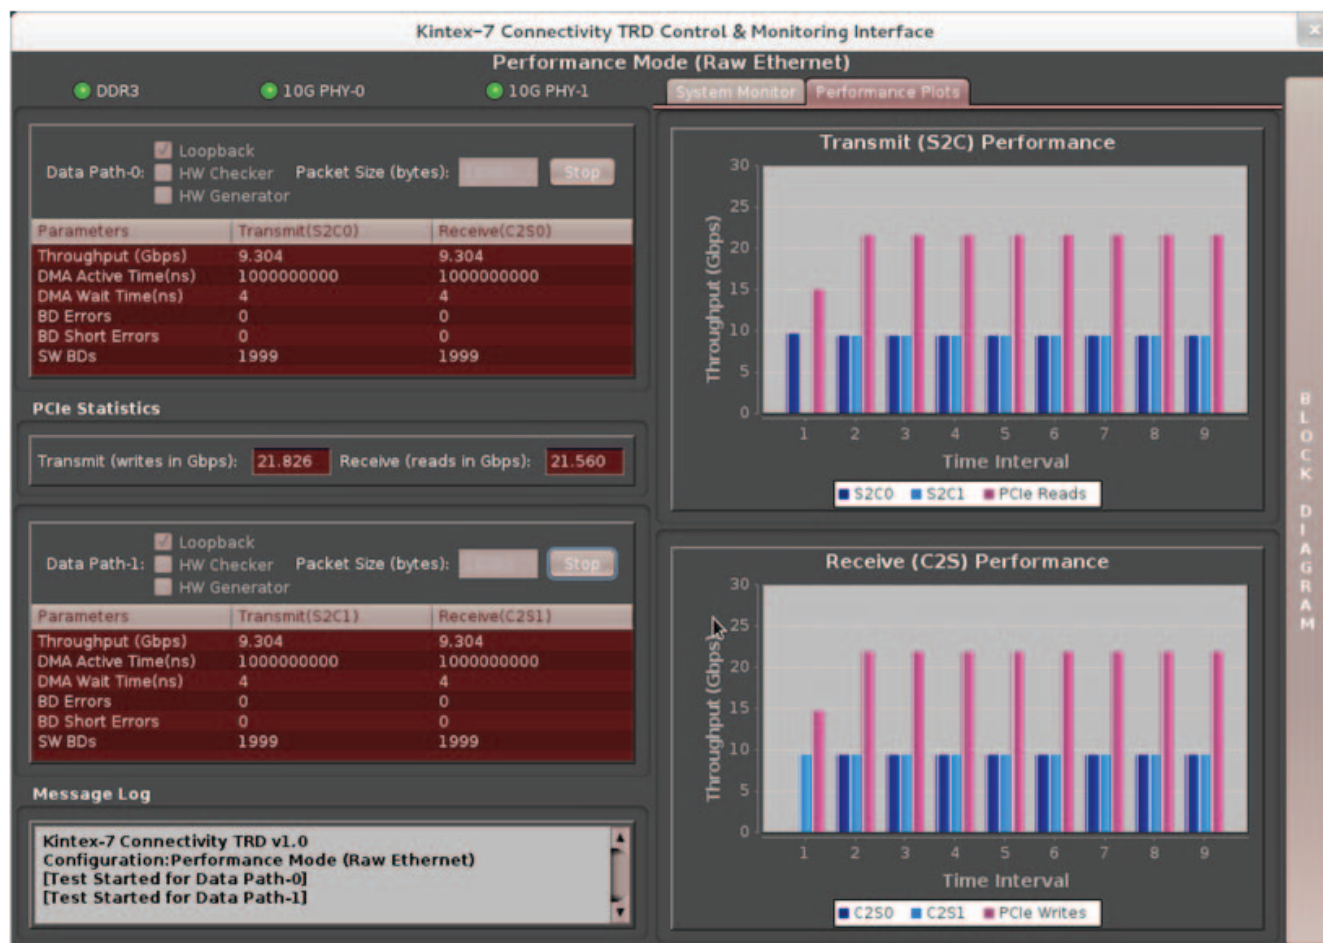 Kintex-7 Connectivity TRD Control & Monitoring Interface
x
Performance Mode (Raw Ethernet)
DDR3 10G PHY-0 10G PHY-1
System Monitor Performance Plots
Loopback
Data Path-0: HW Checker Packet Size (bytes): Stop
HW Generator
Parameters Transmit(S2C0) Receive(C2S0)
Throughput (Gbps) 9.304 9.304
DMA Active Time(ns) 1000000000 1000000000
DMA Wait Time(ns) 4 4
BD Errors 0 0
BD Short Errors 0 0
SW BDs 1999 1999
PCIe Statistics
Transmit (writes in Gbps): 21.826 Receive (reads in Gbps): 21.560
Loopback
Data Path-1: HW Checker Packet Size (bytes): Stop
HW Generator
Parameters Transmit(S2C1) Receive(C2S1)
Throughput (Gbps) 9.304 9.304
DMA Active Time(ns) 1000000000 1000000000
DMA Wait Time(ns) 4 4
BD Errors 0 0
BD Short Errors 0 0
SW BDs 1999 1999
Message Log
Kintex-7 Connectivity TRD v1.0
Configuration:Performance Mode (Raw Ethernet)
[Test Started for Data Path-0]
[Test Started for Data Path-1]
Transmit (S2C) Performance
Throughput (Gbps)
30
25
20
15
10
5
0
1 2 3 4 5 6 7 8 9
Time Interval
S2C0 S2C1 PCIe Reads
Receive (C2S) Performance
Throughput (Gbps)
30
25
20
15
10
5
0
1 2 3 4 5 6 7 8 9
Time Interval
C2S0 C2S1 PCIe Writes
BLOCK DIAGRAM